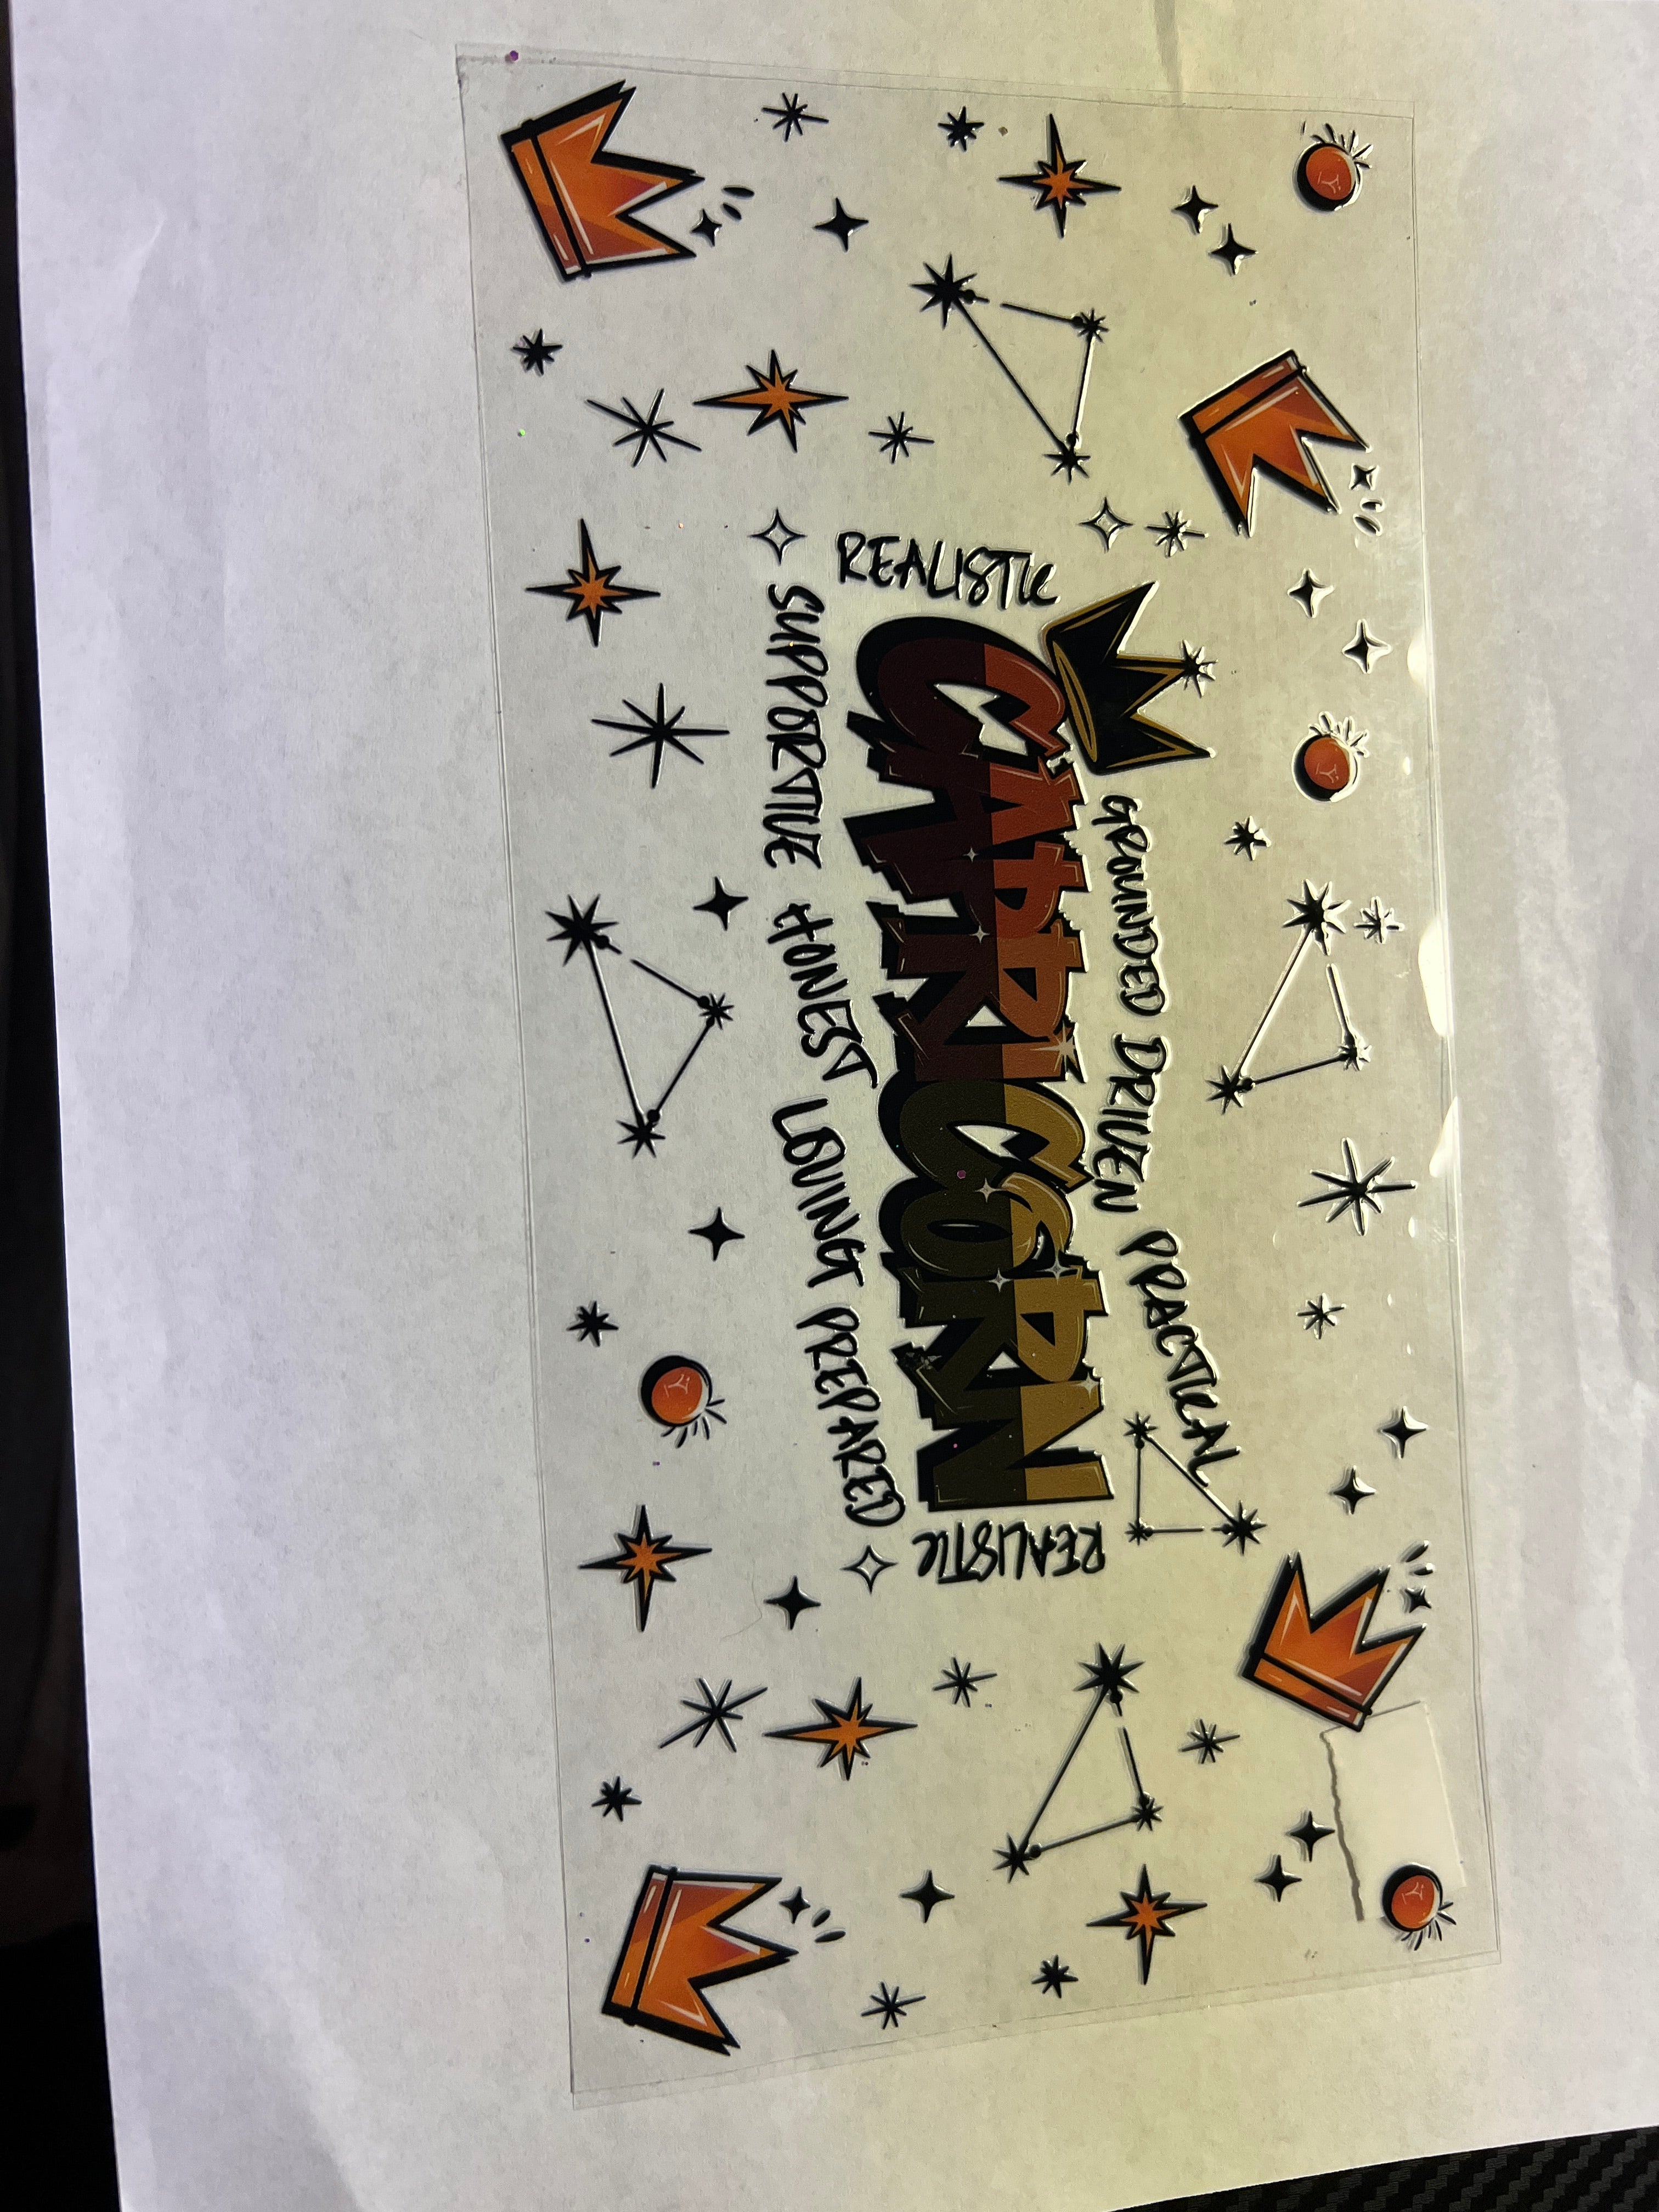 REALISTIC
GROUNDED DRIVEN PRACTICAL
CAPRICORN
SUPPORTIVE HONEST LOVING PREPARED
REALISTIC